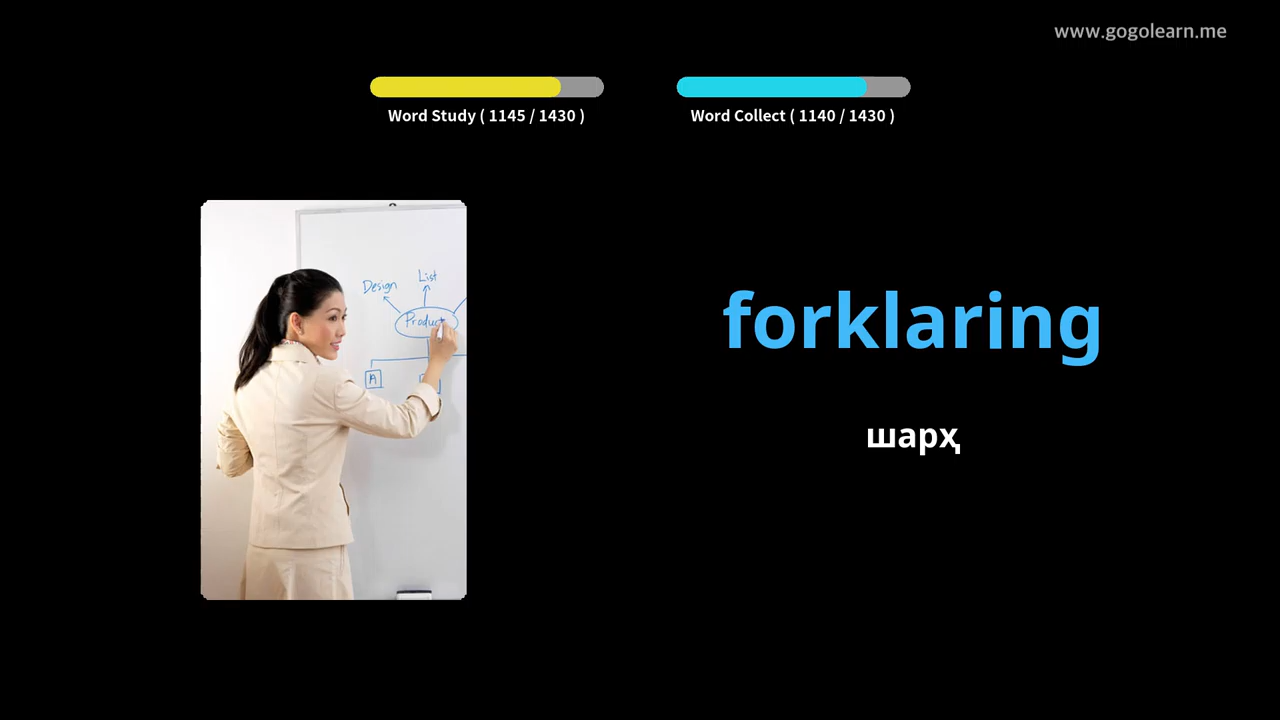 www.gogolearn.me
Word Study ( 1145 / 1430 )
Word Collect ( 1140 / 1430 )
List
Design
Product
A
forklaring
шарҳ